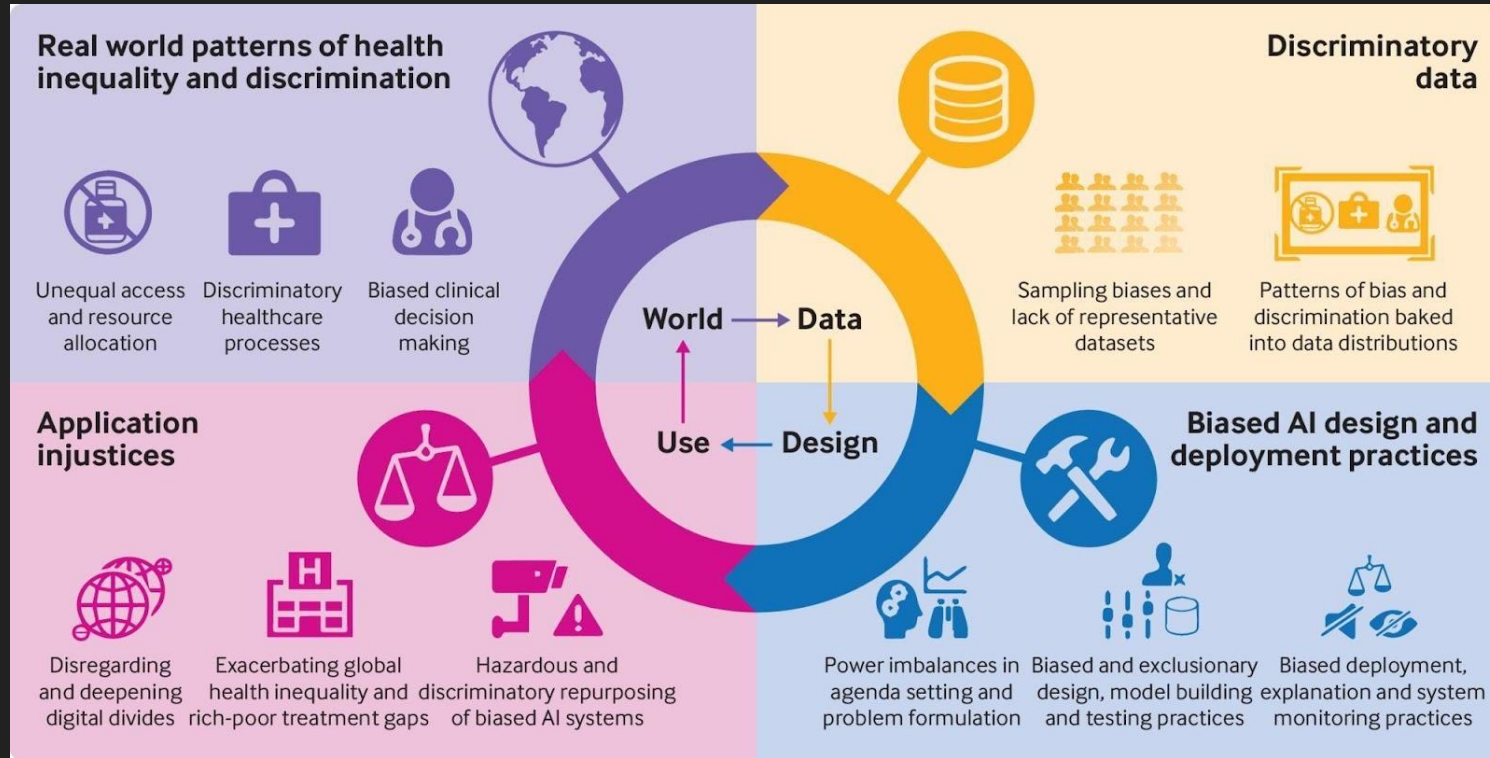 Real world patterns of health
inequality and discrimination
Unequal access
and resource
allocation
Discriminatory
healthcare
processes
Biased clinical
decision
making
Discriminatory
data
Sampling biases and
lack of representative
datasets
Patterns of bias and
discrimination baked
into data distributions
World
Data
Use
Design
Application
injustices
H
Disregarding
and deepening
digital divides
Exacerbating global
health inequality and
rich-poor treatment gaps
Hazardous and
discriminatory repurposing
of biased AI systems
Biased AI design and
deployment practices
Power imbalances in
agenda setting and
problem formulation
Biased and exclusionary
design, model building
and testing practices
Biased deployment,
explanation and system
monitoring practices